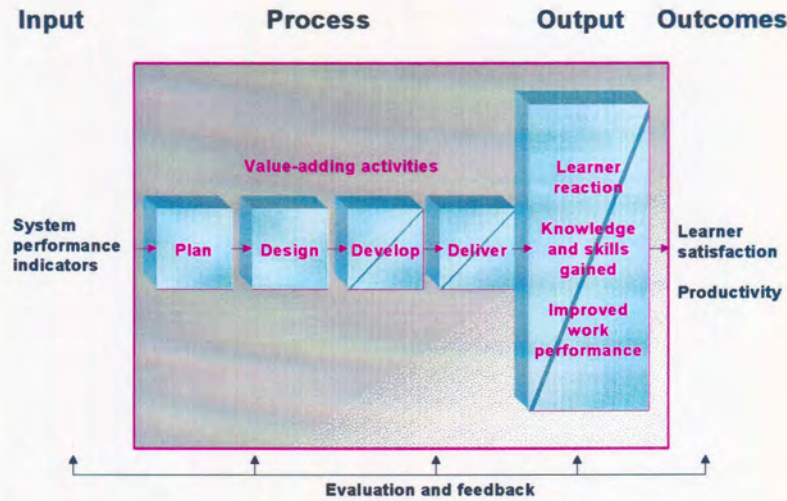 Input Process Output Outcomes
Value-adding activities
System
performance
indicators
Plan
Design
Develop
Deliver
Learner
reaction
Knowledge
and skills
gained
Improved
work
performance
Learner
satisfaction
Productivity
Evaluation and feedback